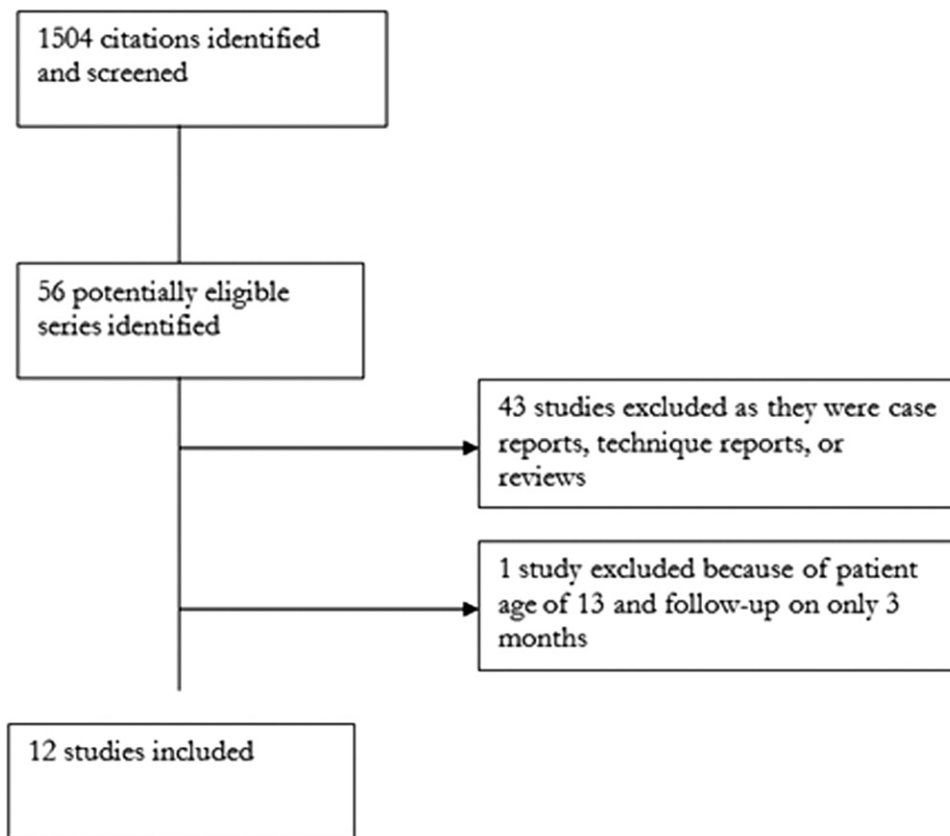 1504 citations identified
and screened
56 potentially eligible
series identified
43 studies excluded as they were case
reports, technique reports, or
reviews
1 study excluded because of patient
age of 13 and follow-up on only 3
months
12 studies included